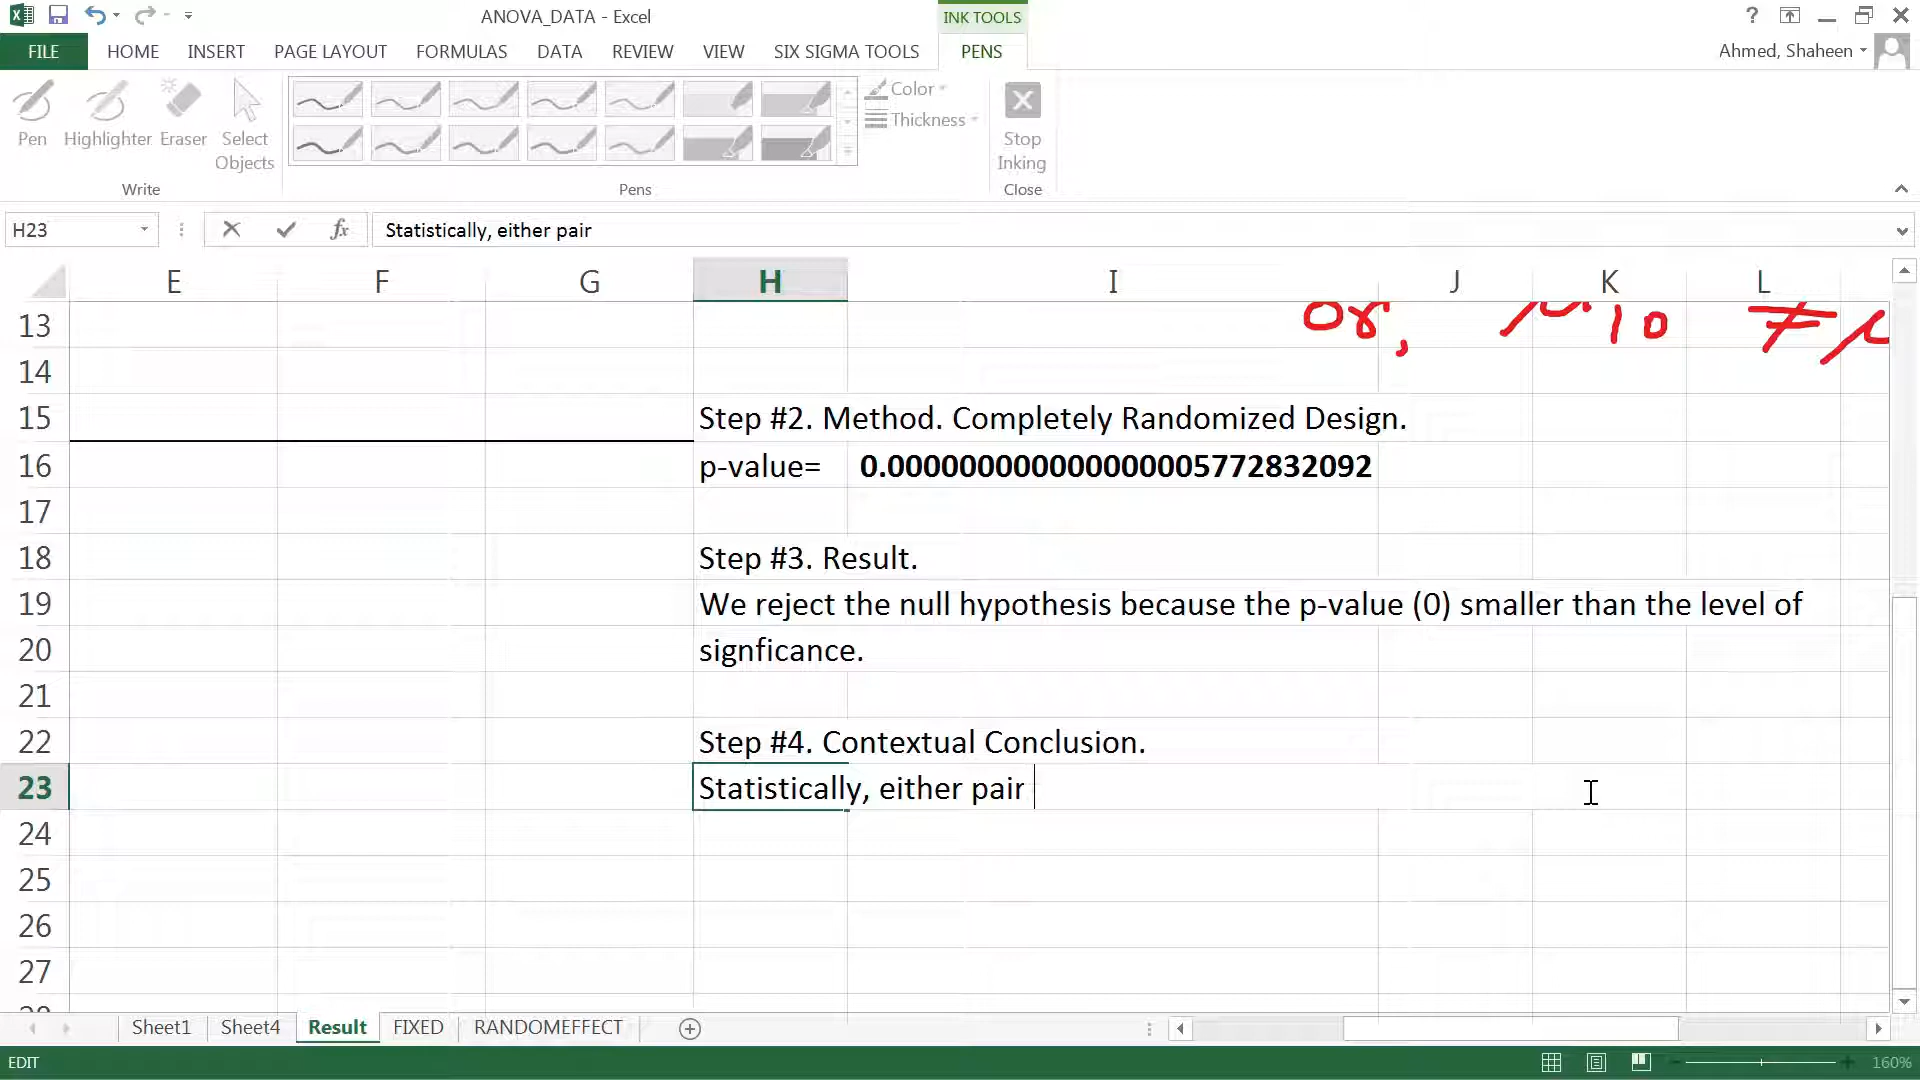 ANOVA_DATA - Excel
INK TOOLS
?
Ahmed, Shaheen
FILE HOME INSERT PAGE LAYOUT FORMULAS DATA REVIEW VIEW SIX SIGMA TOOLS PENS
Pen
Highlighter
Eraser
Select
Objects
Color
Thickness
Stop
Inking
Write
Pens
Close
H23
fx
Statistically, either pair
E F G H I J K L
13
or, μ10 ≠ μ
14
15 Step #2. Method. Completely Randomized Design.
16 p-value= 0.0000000000000000005772832092
17
18 Step #3. Result.
19 We reject the null hypothesis because the p-value (0) smaller than the level of
20 signficance.
21
22 Step #4. Contextual Conclusion.
23 Statistically, either pair
24
25
26
27
Sheet1 Sheet4 Result FIXED RANDOMEFFECT
EDIT
160%